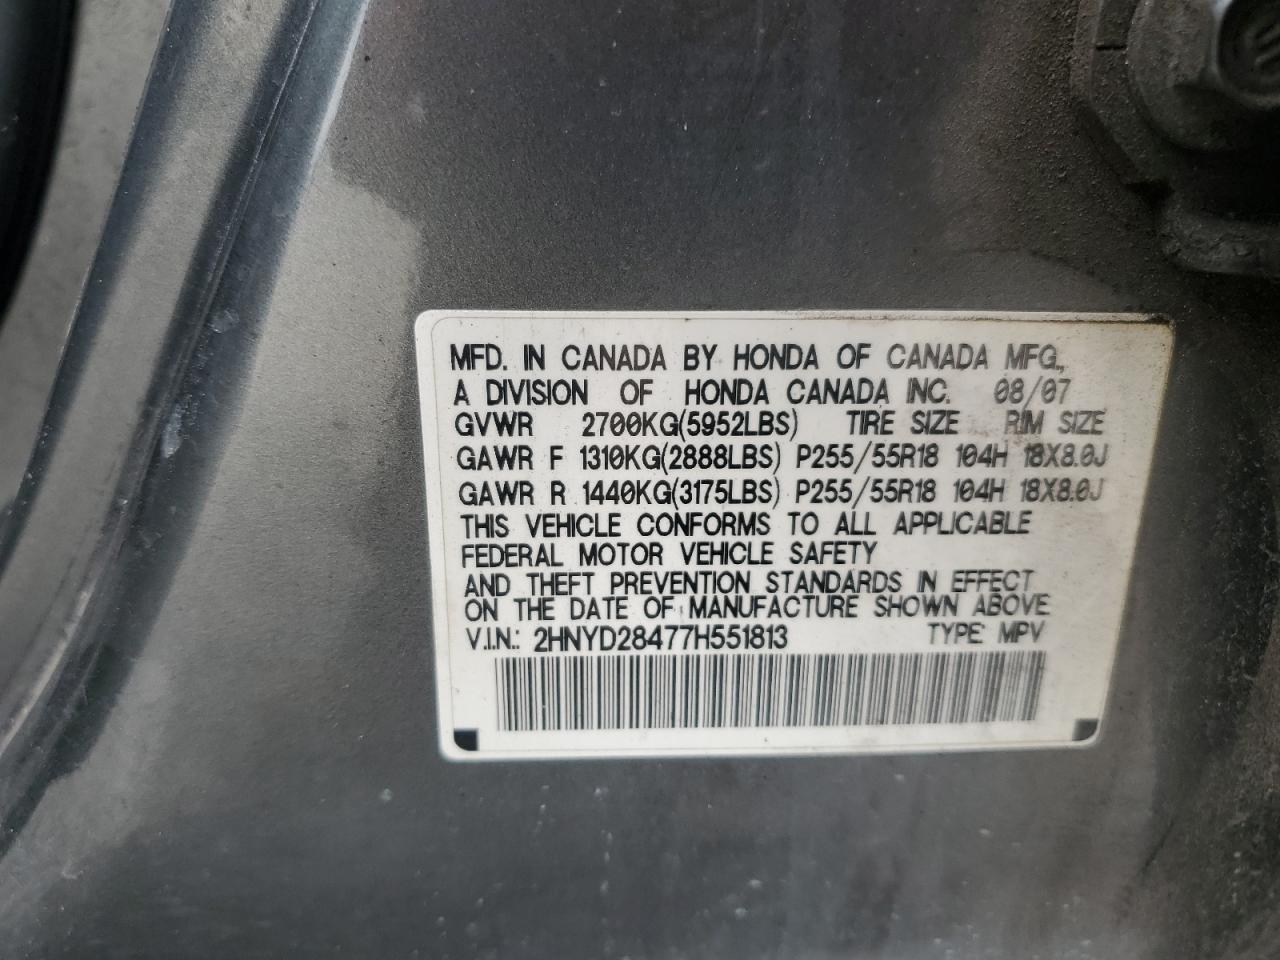 MFD. IN CANADA BY HONDA OF CANADA MFG.,
A DIVISION OF HONDA CANADA INC. 08/07
GVWR 2700KG(5952LBS) TIRE SIZE RIM SIZE
GAWR F 1310KG(2888LBS) P255/55R18 104H 18X8.0J
GAWR R 1440KG(3175LBS) P255/55R18 104H 18X8.0J
THIS VEHICLE CONFORMS TO ALL APPLICABLE
FEDERAL MOTOR VEHICLE SAFETY
AND THEFT PREVENTION STANDARDS IN EFFECT
ON THE DATE OF MANUFACTURE SHOWN ABOVE
V.I.N.: 2HNYD28477H551813 TYPE MPV